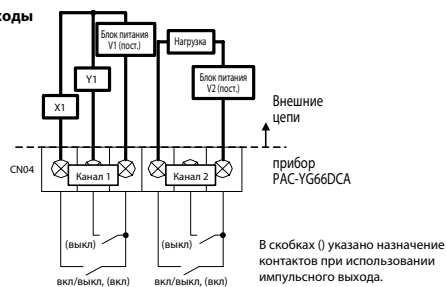 ходы
Блок питания
V1 (пост.)
Нагрузка
Y1
Блок питания
V2 (пост.)
X1
Внешние
цепи
CN04
Канал 1
Канал 2
прибор
PAC-YG66DCA
(выкл)
(выкл)
вкл/выкл, (вкл)
вкл/выкл, (вкл)
В скобках () указано назначение
контактов при использовании
импульсного выхода.